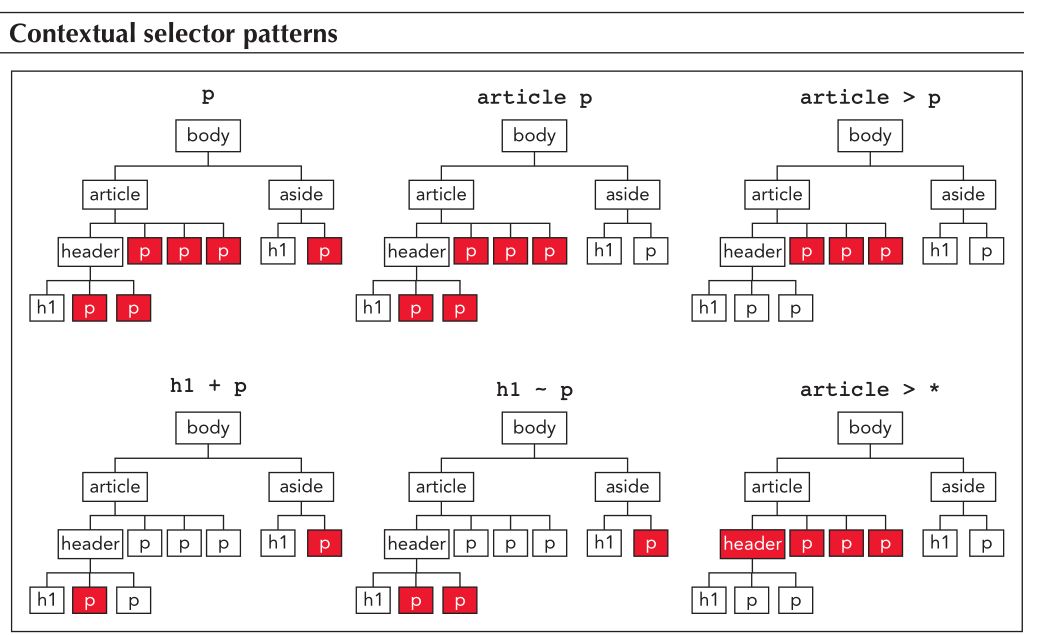 Contextual selector patterns
p article p article > p
body body body
article aside article aside article aside
header p p p h1 p header p p p h1 p header p p p h1 p
h1 p p h1 p p h1 p p
h1 + p h1 ~ p article > *
body body body
article aside article aside article aside
header p p p h1 p header p p p h1 p header p p p h1 p
h1 p p h1 p p h1 p p